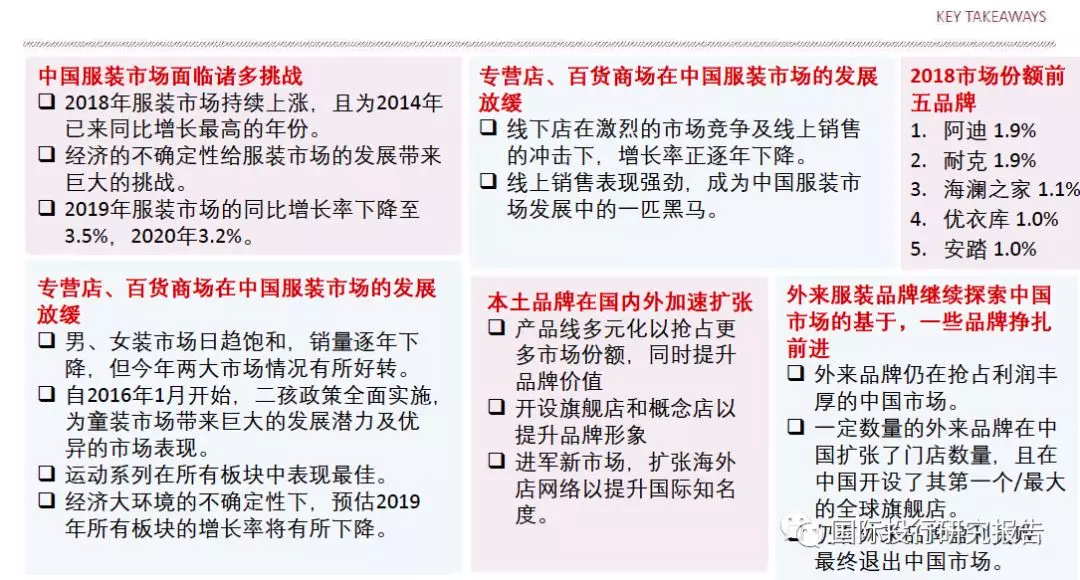 KEY TAKEAWAYS
中国服装市场面临诸多挑战
2018年服装市场持续上涨，且为2014年
已来同比增长最高的年份。
经济的不确定性给服装市场的发展带来
巨大的挑战。
2019年服装市场的同比增长率下降至
3.5%，2020年3.2%。
专营店、百货商场在中国服装市场的发展
放缓
线下店在激烈的市场竞争及线上销售
的冲击下，增长率正逐年下降。
线上销售表现强劲，成为中国服装市
场发展中的一匹黑马。
2018市场份额前
五品牌
1. 阿迪 1.9%
2. 耐克 1.9%
3. 海澜之家 1.1%
4. 优衣库 1.0%
5. 安踏 1.0%
专营店、百货商场在中国服装市场的发展
放缓
男、女装市场日趋饱和，销量逐年下
降，但今年两大市场情况有所好转。
自2016年1月开始，二孩政策全面实施，
为童装市场带来巨大的发展潜力及优
异的市场表现。
运动系列在所有板块中表现最佳。
经济大环境的不确定性下，预估2019
年所有板块的增长率将有所下降。
本土品牌在国内外加速扩张
产品线多元化以抢占更
多市场份额，同时提升
品牌价值
开设旗舰店和概念店以
提升品牌形象
进军新市场，扩张海外
店网络以提升国际知名
度。
外来服装品牌继续探索中国
市场的基于，一些品牌挣扎
前进
外来品牌仍在抢占利润丰
厚的中国市场。
一定数量的外来品牌在中
国扩张了门店数量，且在
中国开设了其第一个/最大
的全球旗舰店。
最终退出中国市场。
国际投行研究报告